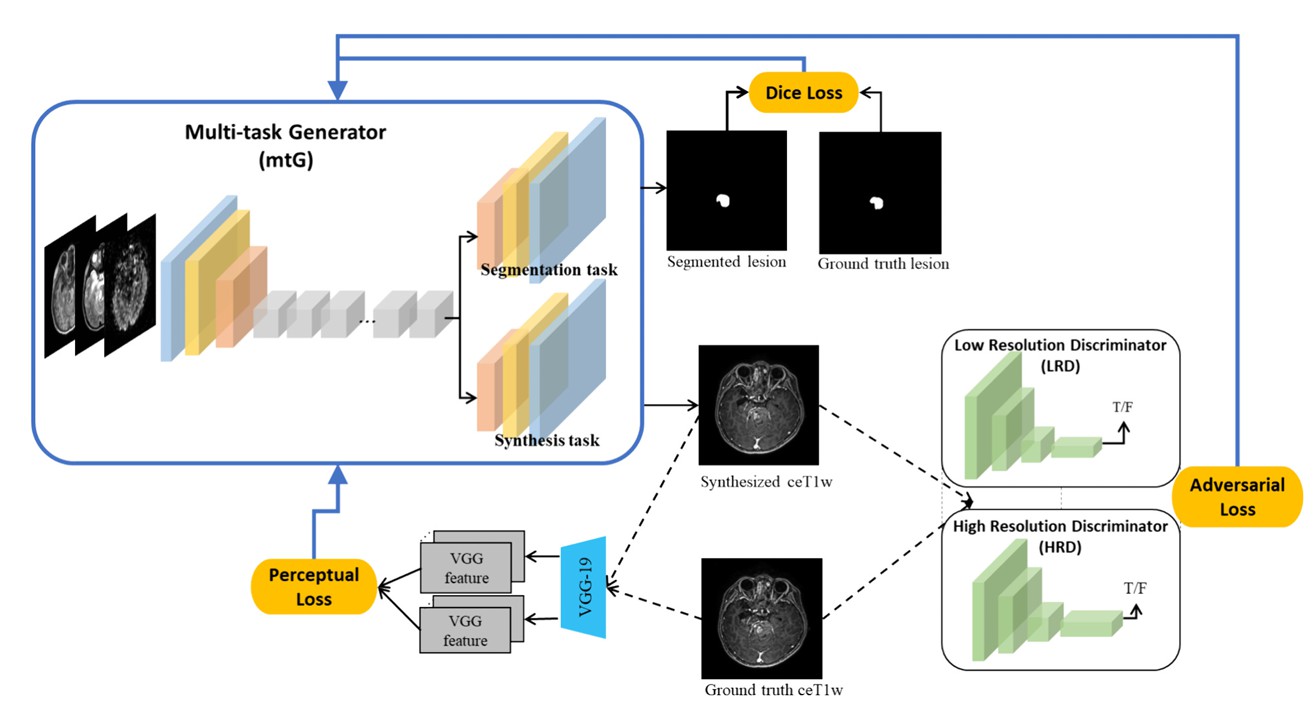 Multi-task Generator
(mtG)
Segmentation task
Synthesis task
...
Dice Loss
Segmented lesion
Ground truth lesion
Synthesized ceT1w
Ground truth ceT1w
Low Resolution Discriminator
(LRD)
T/F
High Resolution Discriminator
(HRD)
T/F
Adversarial
Loss
Perceptual
Loss
VGG
feature
VGG
feature
VGG-19